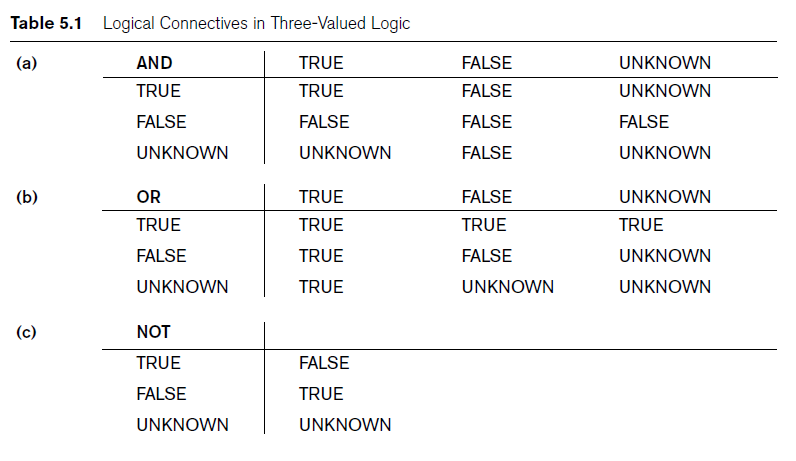 Table 5.1 Logical Connectives in Three-Valued Logic
(a) AND TRUE FALSE UNKNOWN
TRUE TRUE FALSE UNKNOWN
FALSE FALSE FALSE FALSE
UNKNOWN UNKNOWN FALSE UNKNOWN
(b) OR TRUE FALSE UNKNOWN
TRUE TRUE TRUE TRUE
FALSE TRUE FALSE UNKNOWN
UNKNOWN TRUE UNKNOWN UNKNOWN
(c) NOT
TRUE FALSE
FALSE TRUE
UNKNOWN UNKNOWN